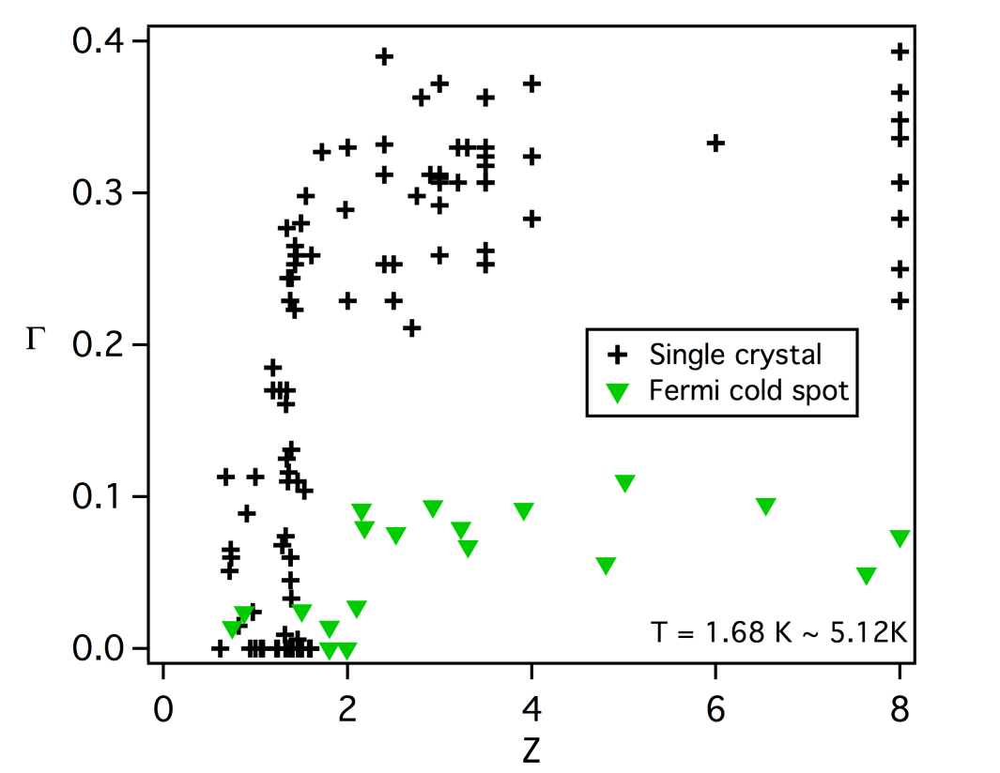 0.4
0.3
Γ 0.2
0.1
0.0
Single crystal
Fermi cold spot
T = 1.68 K ~ 5.12K
0 2 4 6 8
Z